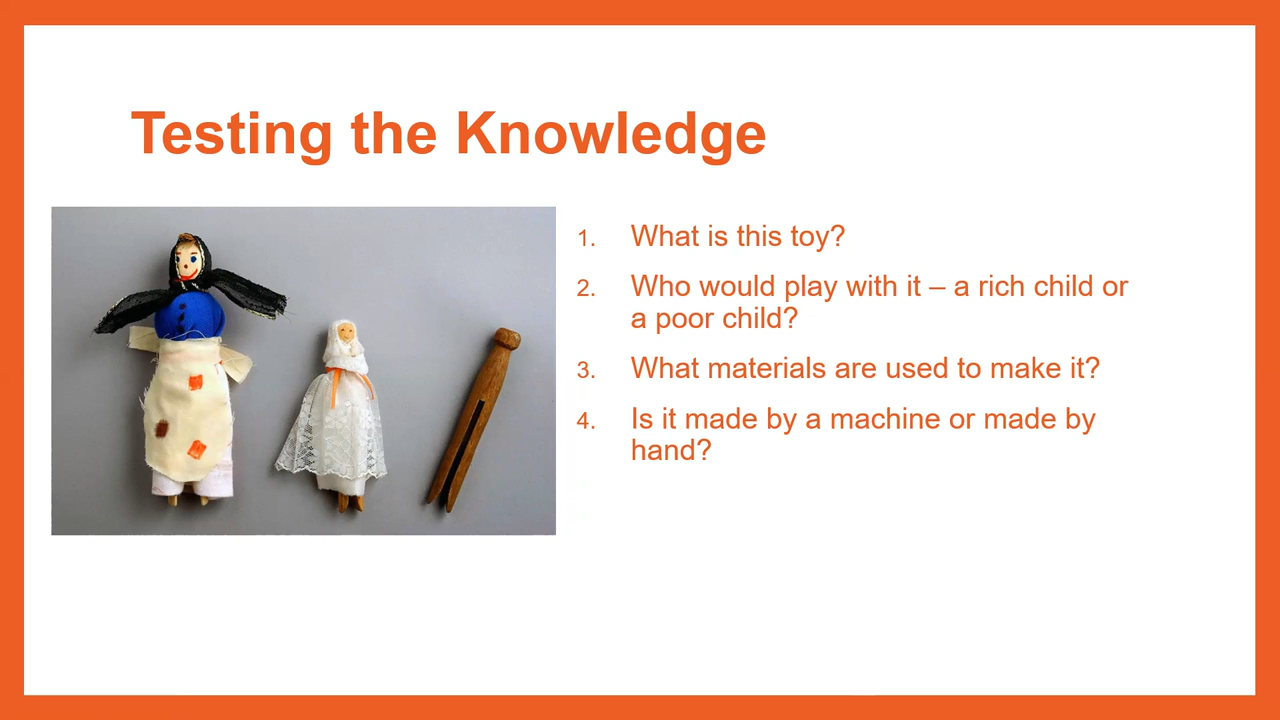 Testing the Knowledge
1. What is this toy?
2. Who would play with it – a rich child or
a poor child?
3. What materials are used to make it?
4. Is it made by a machine or made by
hand?